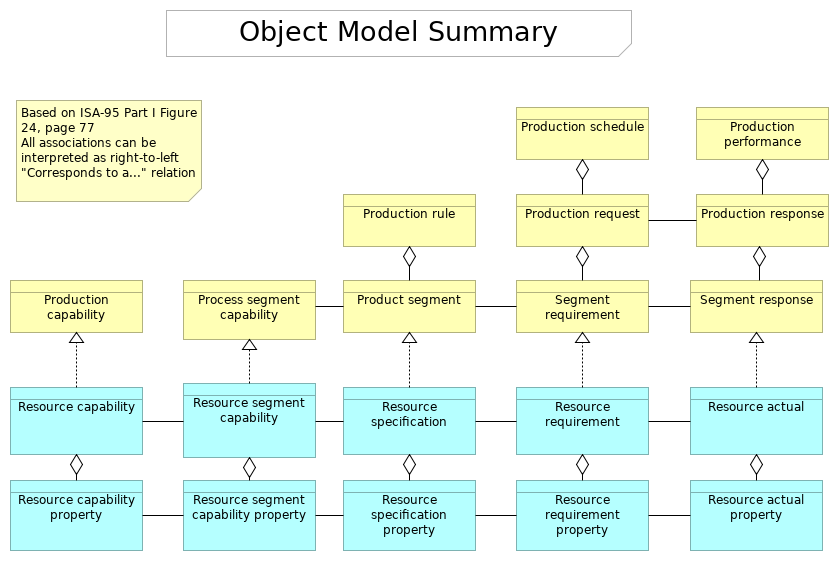 Object Model Summary
Based on ISA-95 Part I Figure
24, page 77
All associations can be
interpreted as right-to-left
"Corresponds to a..." relation
Production schedule
Production
performance
Production rule
Production request
Production response
Production
capability
Process segment
capability
Product segment
Segment
requirement
Segment response
Resource capability
Resource segment
capability
Resource
specification
Resource
requirement
Resource actual
Resource capability
property
Resource segment
capability property
Resource
specification
property
Resource
requirement
property
Resource actual
property